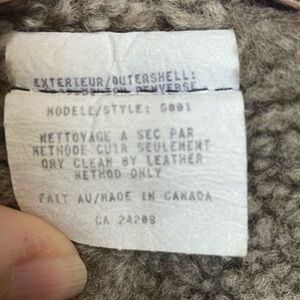 EXTERIEUR/OUTERSHELL:
MODELE/STYLE: 6001
NETTOYAGE A SEC PAR
METHODE CUIR SEULEMENT
DRY CLEAN BY LEATHER
METHOD ONLY
FAIT AU/MADE IN CANADA
CA 24208